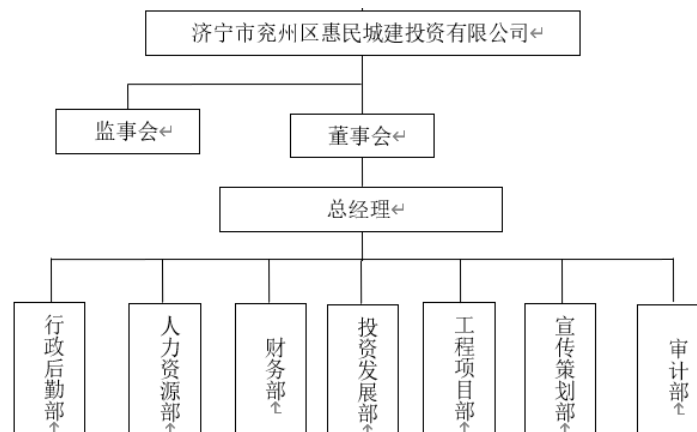 济宁市兖州区惠民城建投资有限公司↵
监事会↵
董事会↵
总经理↵
行政后勤部↵
人力资源部↵
财务部↵
投资发展部↵
工程项目部↵
宣传策划部↵
审计部↵